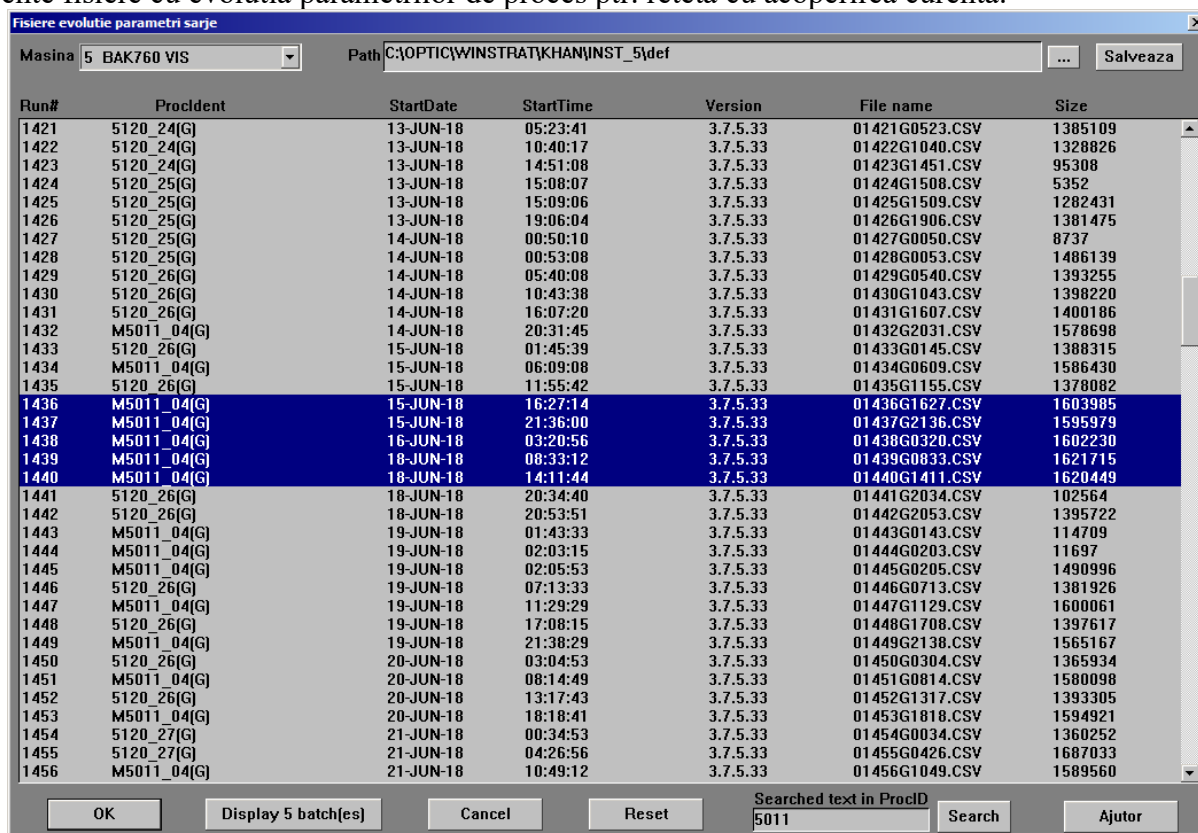 cu evolutia parametrilor de proces ptr. reteta cu acoperirea curenta.
Fisiere evolutie parametri sarje
Masina 5 BAK760 VIS Path C:\OPTIC\WINSTRAT\KHAN\INST_5\def ... Salveaza
Run# ProcIdent StartDate StartTime Version File name Size
1421 5120_24(G) 13-JUN-18 05:23:41 3.7.5.33 01421G0523.CSV 1385109
1422 5120_24(G) 13-JUN-18 10:40:17 3.7.5.33 01422G1040.CSV 1328826
1423 5120_24(G) 13-JUN-18 14:51:08 3.7.5.33 01423G1451.CSV 95308
1424 5120_25(G) 13-JUN-18 15:08:07 3.7.5.33 01424G1508.CSV 5352
1425 5120_25(G) 13-JUN-18 15:09:06 3.7.5.33 01425G1509.CSV 1282431
1426 5120_25(G) 13-JUN-18 19:06:04 3.7.5.33 01426G1906.CSV 1381475
1427 5120_25(G) 14-JUN-18 00:50:10 3.7.5.33 01427G0050.CSV 8737
1428 5120_25(G) 14-JUN-18 00:53:08 3.7.5.33 01428G0053.CSV 1486139
1429 5120_26(G) 14-JUN-18 05:40:08 3.7.5.33 01429G0540.CSV 1393255
1430 5120_26(G) 14-JUN-18 10:43:38 3.7.5.33 01430G1043.CSV 1398220
1431 5120_26(G) 14-JUN-18 16:07:20 3.7.5.33 01431G1607.CSV 1400186
1432 M5011_04(G) 14-JUN-18 20:31:45 3.7.5.33 01432G2031.CSV 1578698
1433 5120_26(G) 15-JUN-18 01:45:39 3.7.5.33 01433G0145.CSV 1388315
1434 M5011_04(G) 15-JUN-18 06:09:08 3.7.5.33 01434G0609.CSV 1586430
1435 5120_26(G) 15-JUN-18 11:55:42 3.7.5.33 01435G1155.CSV 1378082
1436 M5011_04(G) 15-JUN-18 16:27:14 3.7.5.33 01436G1627.CSV 1603985
1437 M5011_04(G) 15-JUN-18 21:36:00 3.7.5.33 01437G2136.CSV 1595979
1438 M5011_04(G) 16-JUN-18 03:20:56 3.7.5.33 01438G0320.CSV 1602230
1439 M5011_04(G) 18-JUN-18 08:33:12 3.7.5.33 01439G0833.CSV 1621715
1440 M5011_04(G) 18-JUN-18 14:11:44 3.7.5.33 01440G1411.CSV 1620449
1441 5120_26(G) 18-JUN-18 20:34:40 3.7.5.33 01441G2034.CSV 102564
1442 5120_26(G) 18-JUN-18 20:53:51 3.7.5.33 01442G2053.CSV 1395722
1443 M5011_04(G) 19-JUN-18 01:43:33 3.7.5.33 01443G0143.CSV 114709
1444 M5011_04(G) 19-JUN-18 02:03:15 3.7.5.33 01444G0203.CSV 11697
1445 M5011_04(G) 19-JUN-18 02:05:53 3.7.5.33 01445G0205.CSV 1490996
1446 5120_26(G) 19-JUN-18 07:13:33 3.7.5.33 01446G0713.CSV 1381926
1447 M5011_04(G) 19-JUN-18 11:29:29 3.7.5.33 01447G1129.CSV 1600061
1448 5120_26(G) 19-JUN-18 17:08:15 3.7.5.33 01448G1708.CSV 1397617
1449 M5011_04(G) 19-JUN-18 21:38:29 3.7.5.33 01449G2138.CSV 1565167
1450 5120_26(G) 20-JUN-18 03:04:53 3.7.5.33 01450G0304.CSV 1365934
1451 M5011_04(G) 20-JUN-18 08:14:49 3.7.5.33 01451G0814.CSV 1580098
1452 5120_26(G) 20-JUN-18 13:17:43 3.7.5.33 01452G1317.CSV 1393305
1453 M5011_04(G) 20-JUN-18 18:18:41 3.7.5.33 01453G1818.CSV 1594921
1454 5120_27(G) 21-JUN-18 00:34:53 3.7.5.33 01454G0034.CSV 1360252
1455 5120_27(G) 21-JUN-18 04:26:56 3.7.5.33 01455G0426.CSV 1687033
1456 M5011_04(G) 21-JUN-18 10:49:12 3.7.5.33 01456G1049.CSV 1589560
Searched text in ProcID
OK Display 5 batch(es) Cancel Reset 5011 Search Ajutor